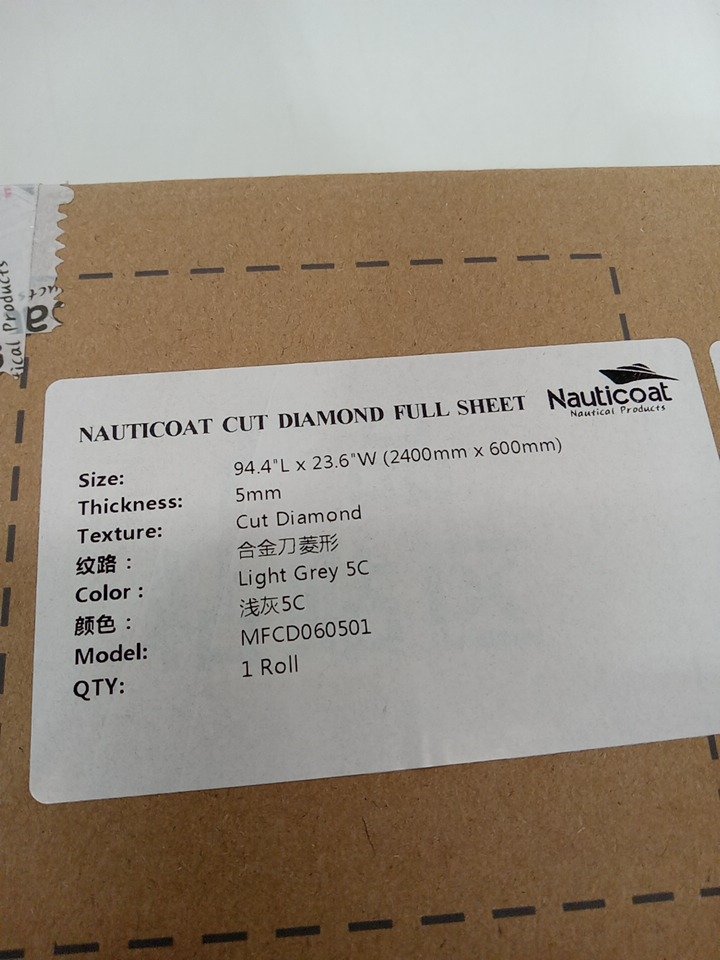 ical Products
NAUTICOAT CUT DIAMOND FULL SHEET
Nauticoat
Nautical Products
Size: 94.4"L x 23.6"W (2400mm x 600mm)
Thickness: 5mm
Texture: Cut Diamond
纹路： 合金刀菱形
Color : Light Grey 5C
颜色： 浅灰5C
Model: MFCD060501
QTY: 1 Roll